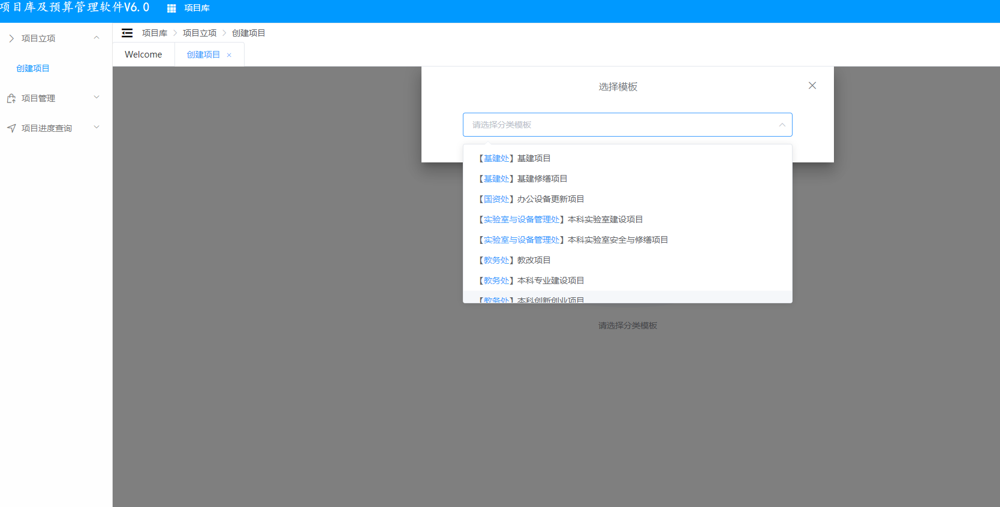 项目库及预算管理软件V6.0 项目库
项目立项
创建项目
项目管理
项目进度查询
项目库 > 项目立项 > 创建项目
Welcome 创建项目 ×
选择模板
请选择分类模板
【基建处】基建项目
【基建处】基建修缮项目
【国资处】办公设备更新项目
【实验室与设备管理处】本科实验室建设项目
【实验室与设备管理处】本科实验室安全与修缮项目
【教务处】教改项目
【教务处】本科专业建设项目
【教务处】本科创新创业项目
请选择分类模板